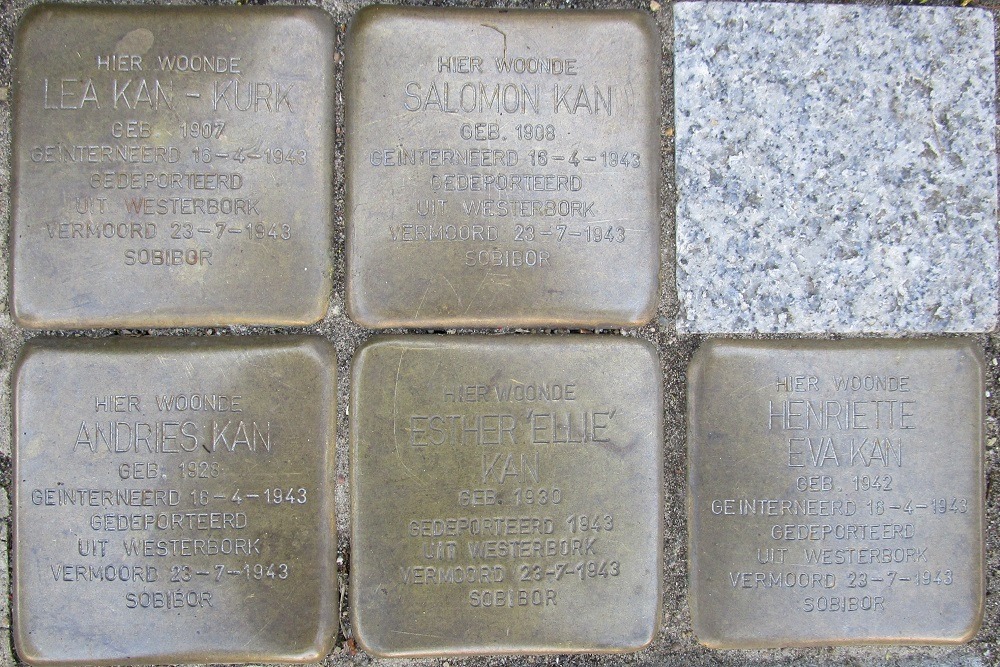 HIER WOONDE
LEA KAN - KURK
GEB. 1907
GEÏNTERNEERD 16-4-1943
GEDEPORTEERD
UIT WESTERBORK
VERMOORD 23-7-1943
SOBIBOR
HIER WOONDE
SALOMON KAN
GEB. 1908
GEÏNTERNEERD 16-4-1943
GEDEPORTEERD
UIT WESTERBORK
VERMOORD 23-7-1943
SOBIBOR
HIER WOONDE
ANDRIES KAN
GEB. 1928
GEÏNTERNEERD 16-4-1943
GEDEPORTEERD
UIT WESTERBORK
VERMOORD 23-7-1943
SOBIBOR
HIER WOONDE
ESTHER 'ELLIE'
KAN
GEB. 1930
GEDEPORTEERD 1943
UIT WESTERBORK
VERMOORD 23-7-1943
SOBIBOR
HIER WOONDE
HENRIETTE
EVA KAN
GEB. 1942
GEÏNTERNEERD 16-4-1943
GEDEPORTEERD
UIT WESTERBORK
VERMOORD 23-7-1943
SOBIBOR